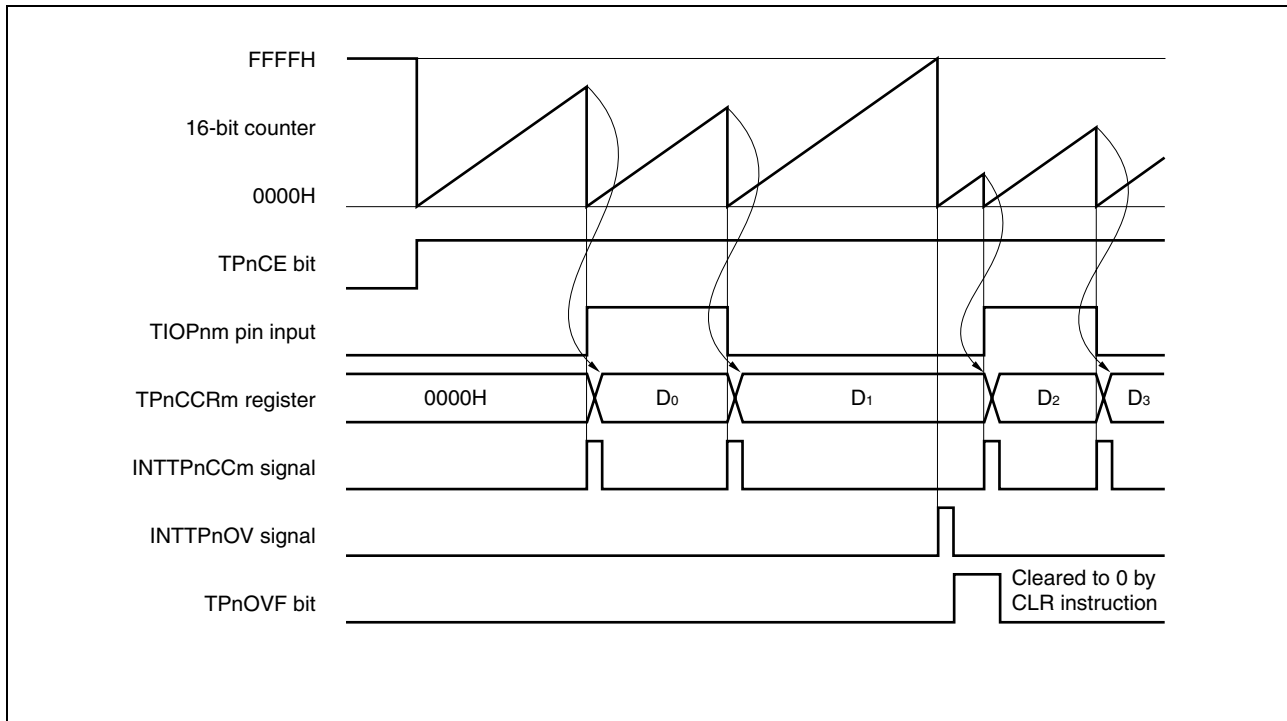 FFFFH
16-bit counter
0000H
TPnCE bit
TIOPnm pin input
TPnCCRm register
0000H
D0
D1
D2
D3
INTTPnCCm signal
INTTPnOV signal
TPnOVF bit
Cleared to 0 by
CLR instruction